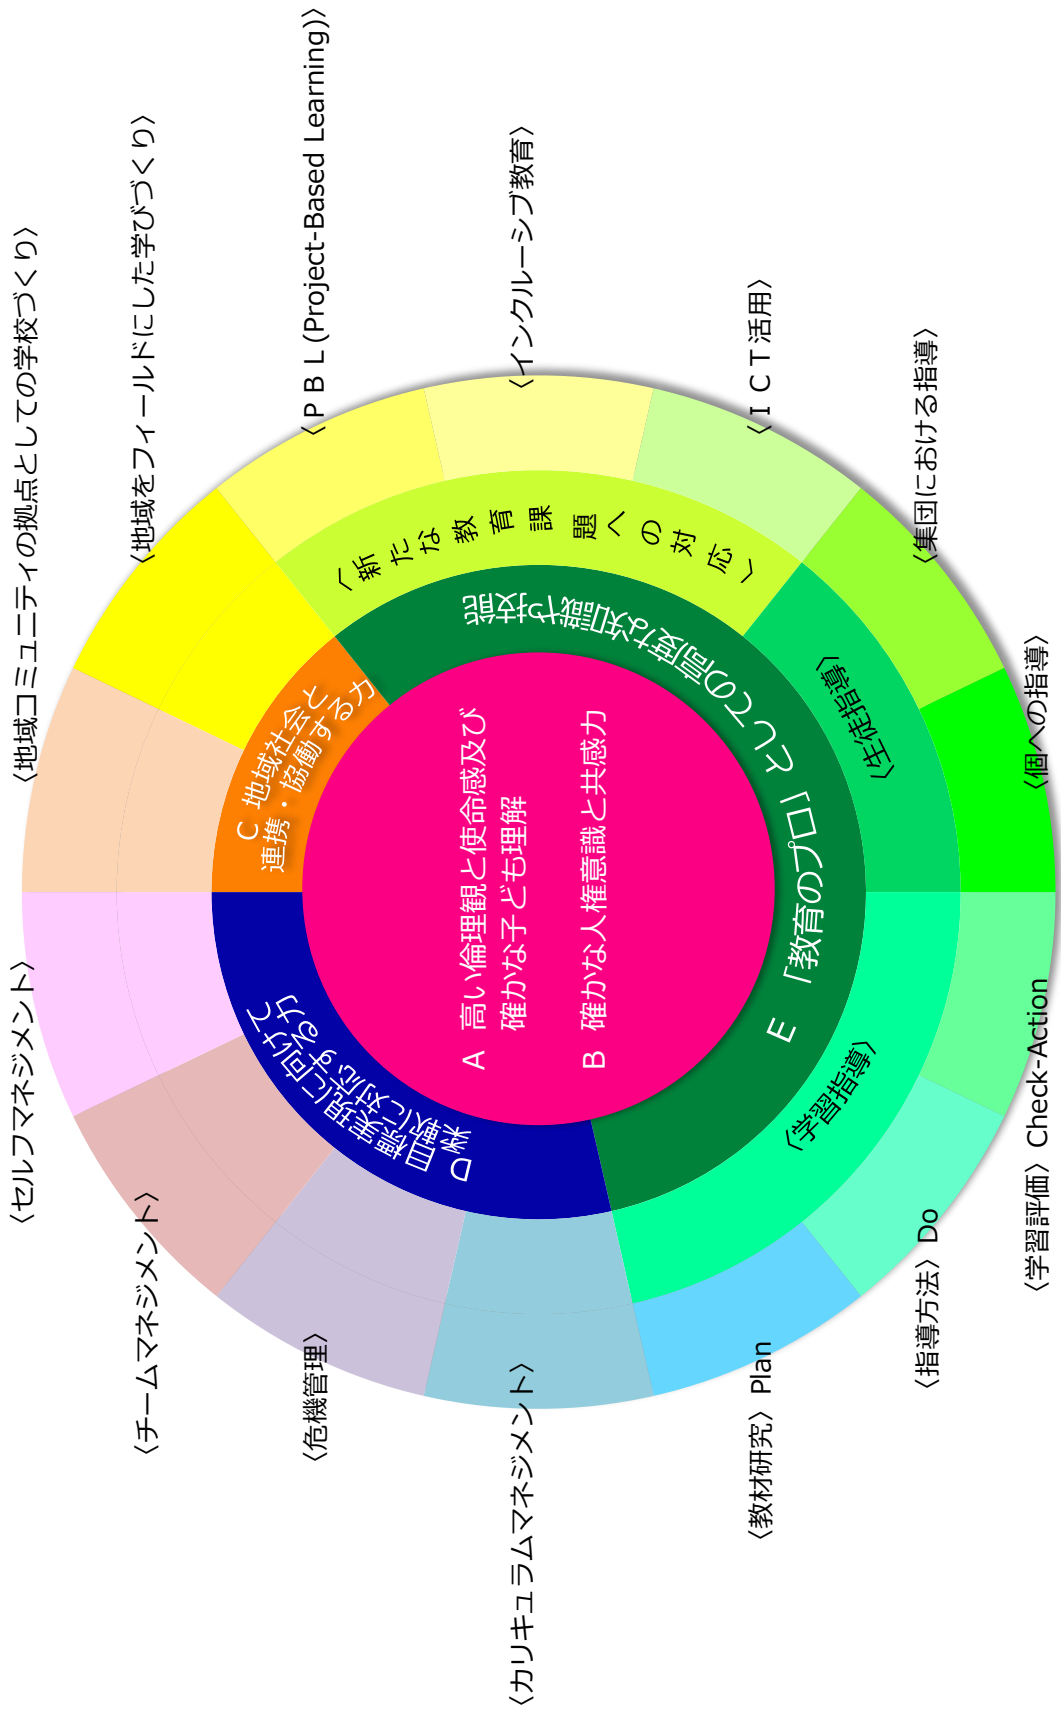 A 高い倫理観と使命感及び
確かな子ども理解
B 確かな人権意識と共感力
C 地域社会と
連携・協働する力
D 目標実現に向けて
柔軟に対応する力
E 「教育のプロ」としての高度な知識や技能
〈新たな教育課題への対応〉
〈生徒指導〉
〈学習指導〉
〈地域コミュニティの拠点としての学校づくり〉
〈地域をフィールドにした学びづくり〉
〈ＰＢＬ(Project-Based Learning)〉
〈インクルーシブ教育〉
〈ＩＣＴ活用〉
〈集団における指導〉
〈個への指導〉
〈学習評価〉 Check-Action
〈指導方法〉 Do
〈教材研究〉 Plan
〈カリキュラムマネジメント〉
〈危機管理〉
〈チームマネジメント〉
〈セルフマネジメント〉